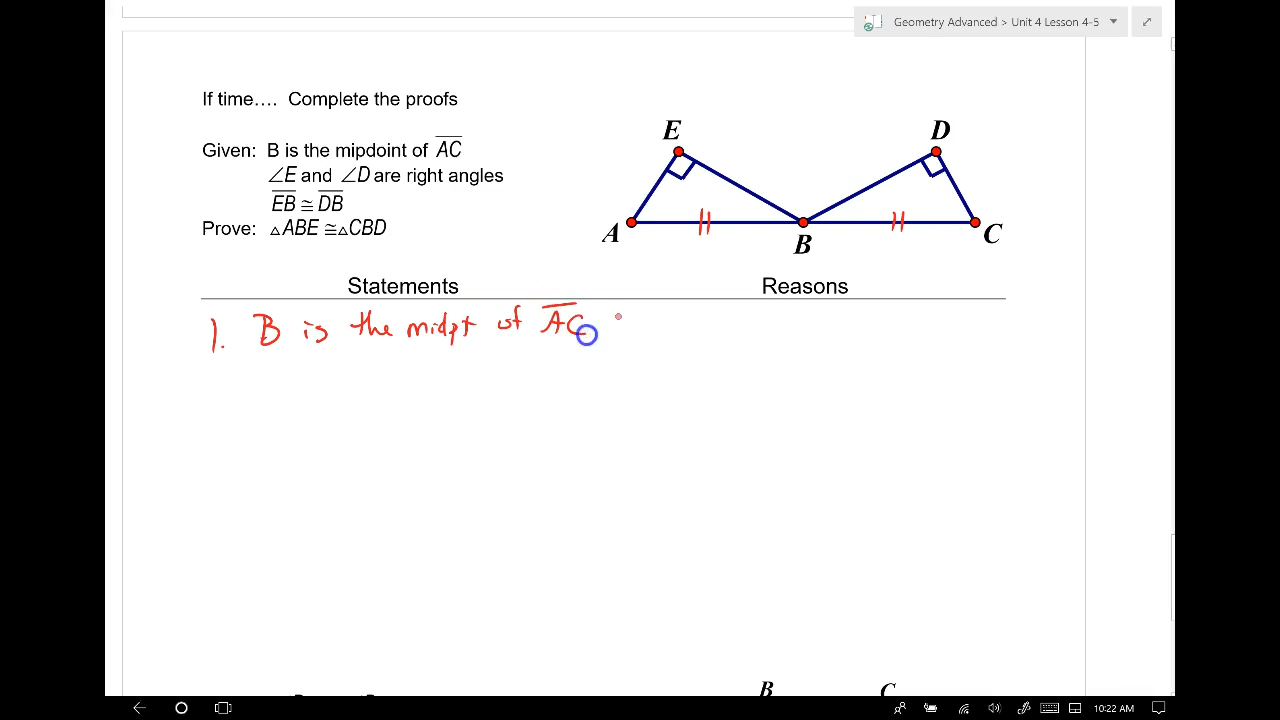 Geometry Advanced > Unit 4 Lesson 4-5
If time…. Complete the proofs
Given: B is the mipdoint of AC
∠E and ∠D are right angles
EB ≅ DB
Prove: △ABE ≅ △CBD
E
D
A
B
C
Statements
Reasons
1. B is the midpt of AC
B
C
10:22 AM